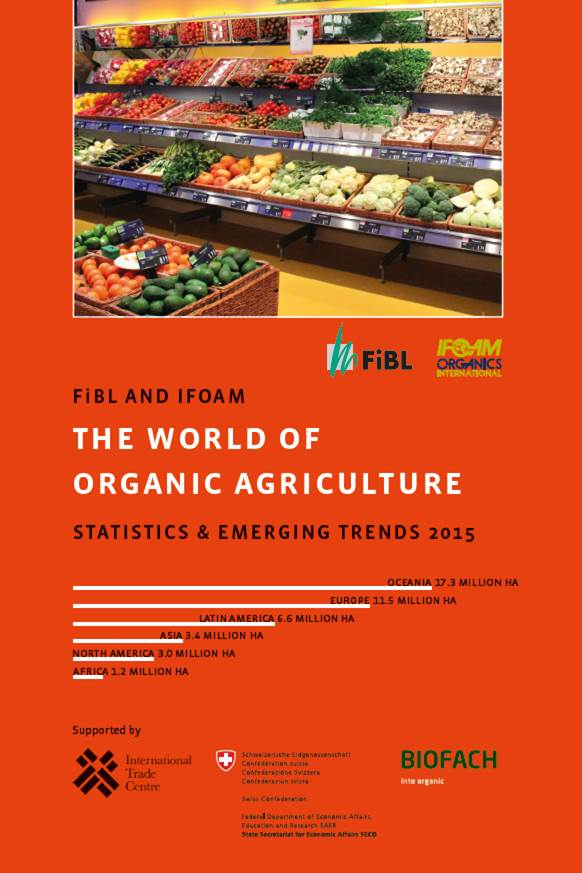 FiBL
IFOAM
ORGANICS
INTERNATIONAL
FiBL AND IFOAM
THE WORLD OF
ORGANIC AGRICULTURE
STATISTICS & EMERGING TRENDS 2015
OCEANIA 17.3 MILLION HA
EUROPE 11.5 MILLION HA
LATIN AMERICA 6.6 MILLION HA
ASIA 3.4 MILLION HA
NORTH AMERICA 3.0 MILLION HA
AFRICA 1.2 MILLION HA
Supported by
International
Trade
Centre
Schweizerische Eidgenossenschaft
Confédération suisse
Confederazione Svizzera
Confederaziun svizra
Swiss Confederation
Federal Department of Economic Affairs,
Education and Research EAER
State Secretariat for Economic Affairs SECO
BIOFACH
into organic